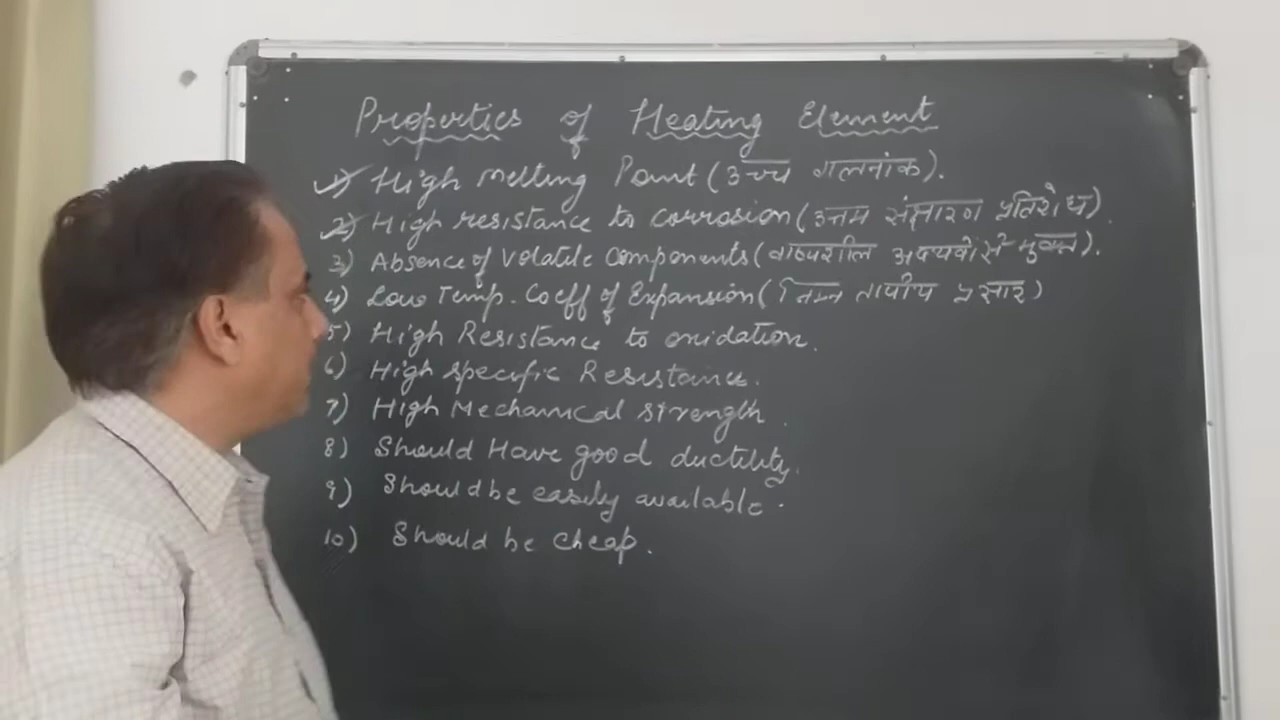 Properties of Heating Element
1) High Melting Point (उच्च गलनांक).
2) High resistance to corrosion (उत्तम संक्षारण प्रतिरोध).
3) Absence of Volatile Components (वाष्पशील अवयवों से मुक्त).
4) Low Temp. Coeff of Expansion (निम्न तापीय प्रसार)
5) High Resistance to oxidation.
6) High specific Resistance.
7) High Mechanical strength.
8) Should Have good ductility.
9) Should be easily available.
10) Should be cheap.